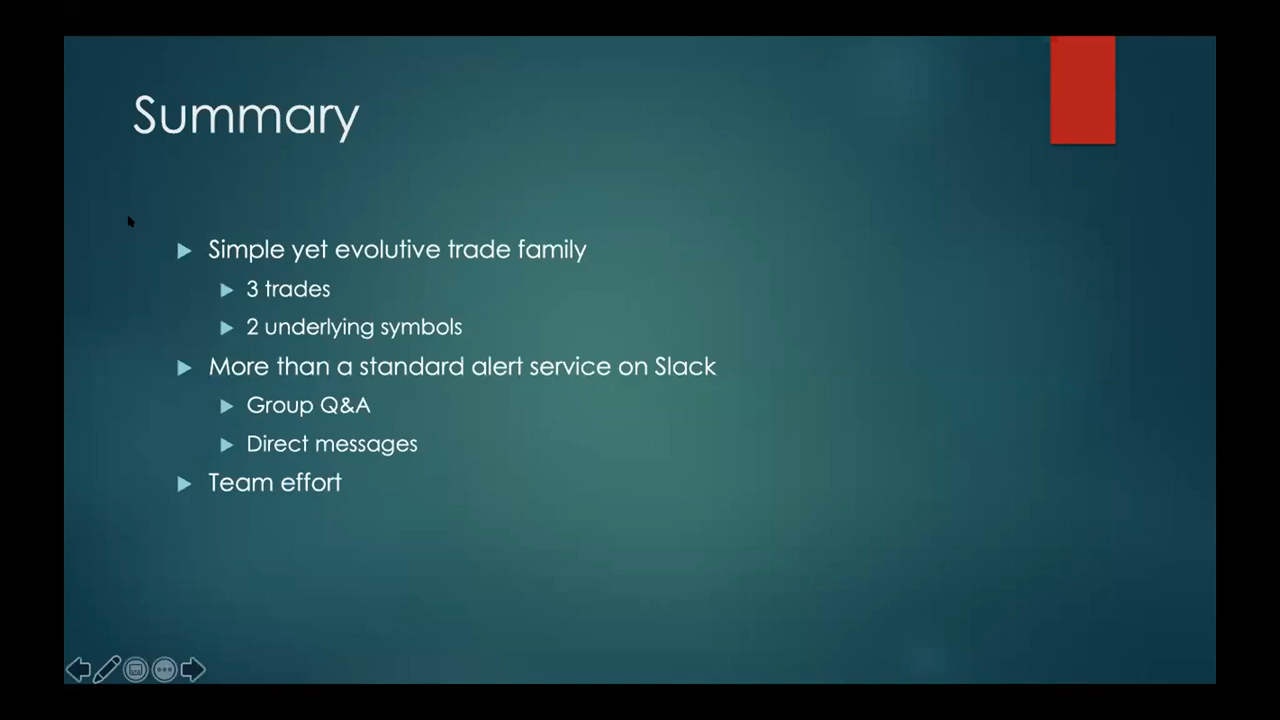 Summary
Simple yet evolutive trade family
3 trades
2 underlying symbols
More than a standard alert service on Slack
Group Q&A
Direct messages
Team effort